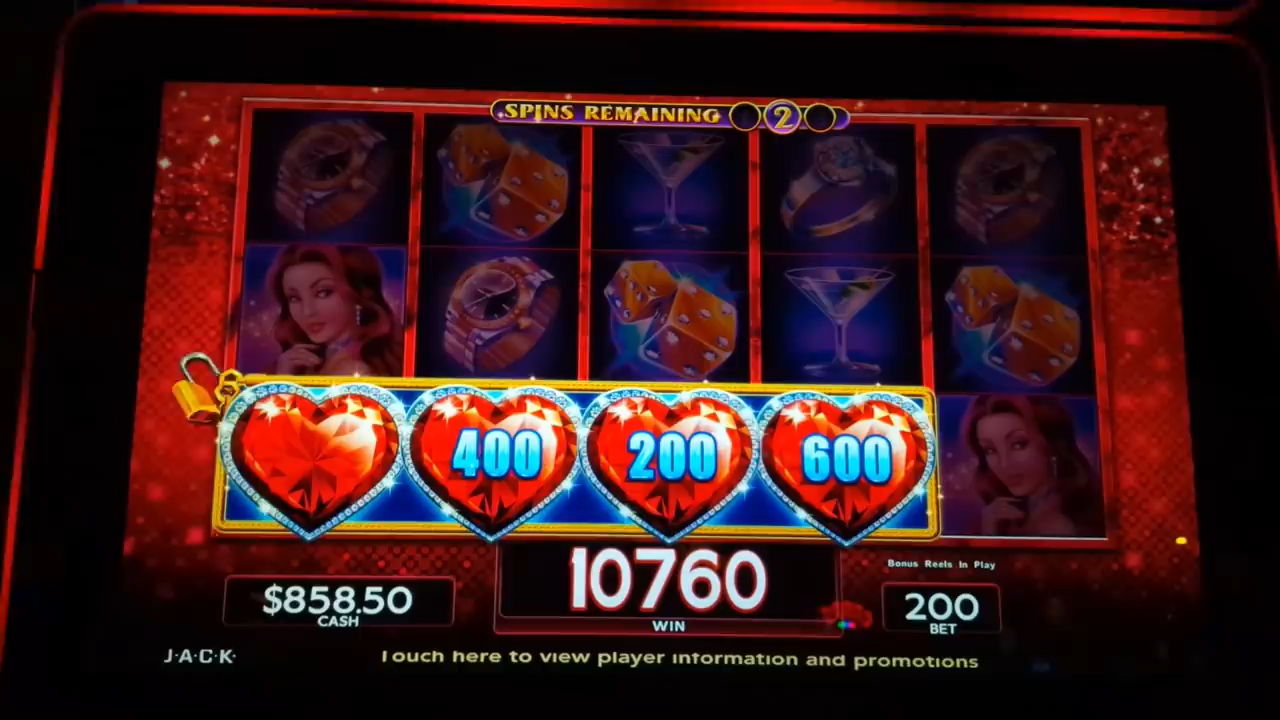 SPINS REMAINING 2
400 200 600
10760
WIN
Bonus Reels In Play
$858.50
CASH
200
BET
J·A·C·K·
Touch here to view player information and promotions